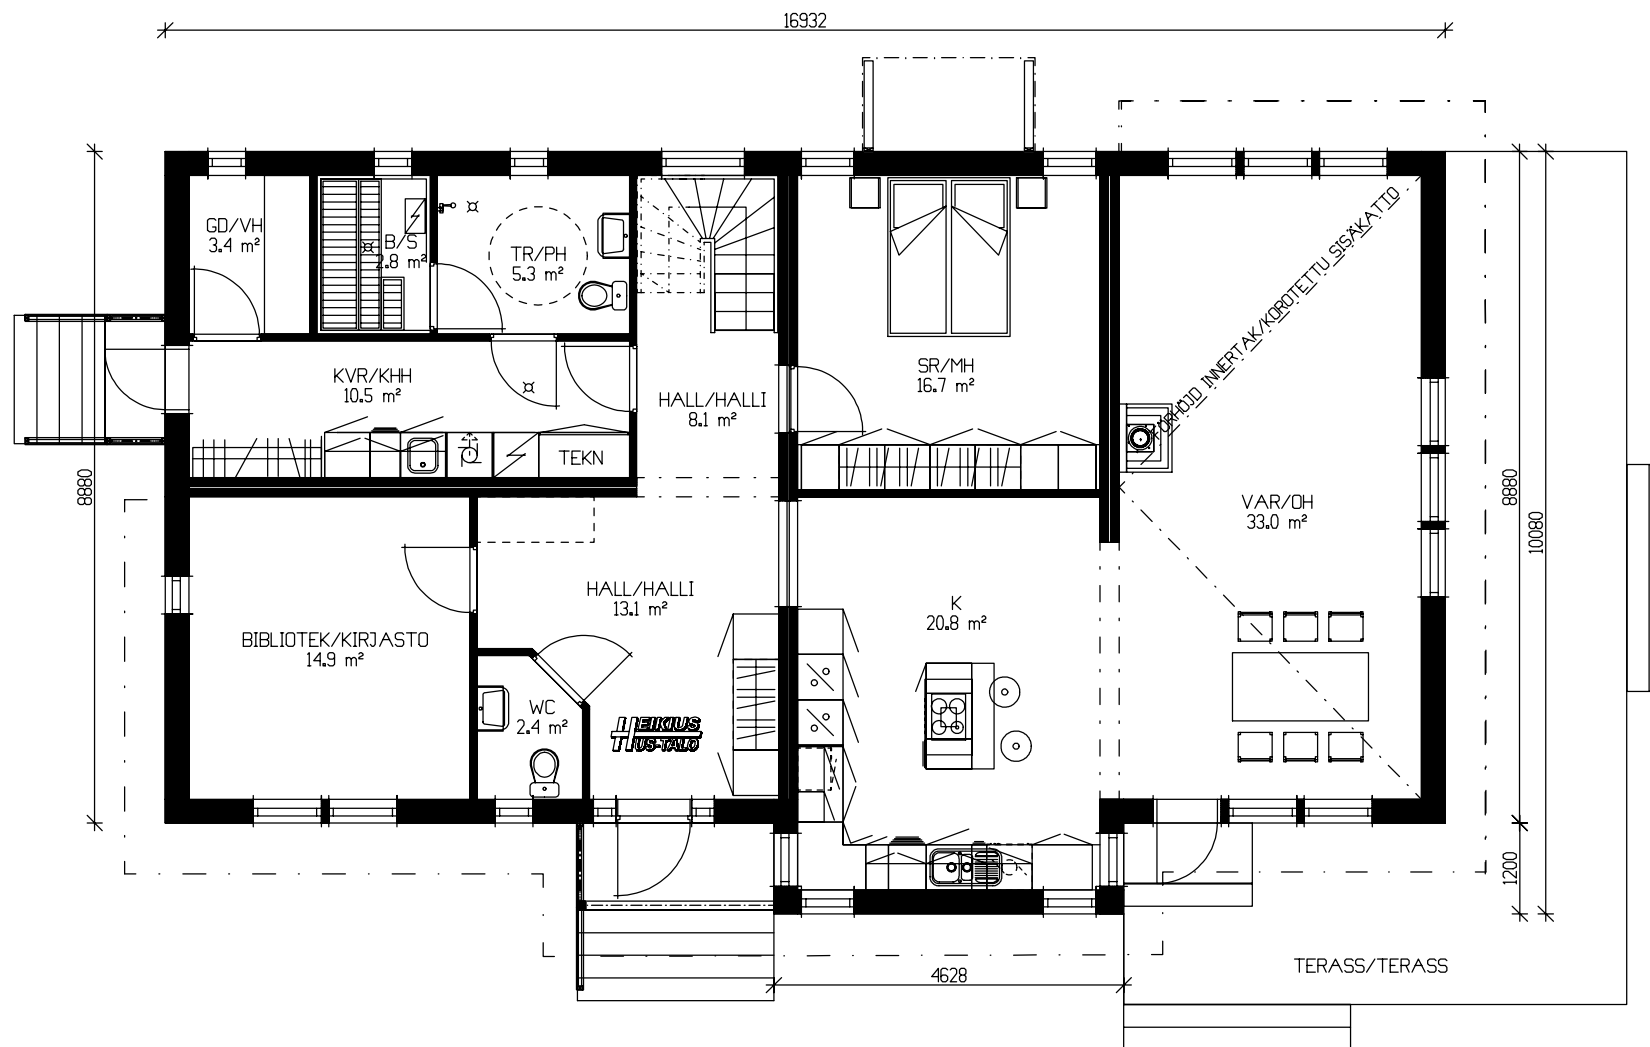 16932
GD/VH
3.4 m²
B/S
2.8 m²
TR/PH
5.3 m²
KVR/KHH
10.5 m²
HALL/HALLI
8.1 m²
SR/MH
16.7 m²
FÖRHÖJD INNERTAK/KOROTETTU SISÄKATTO
TEKN
VAR/OH
33.0 m²
8880
8880
10080
HALL/HALLI
13.1 m²
K
20.8 m²
BIBLIOTEK/KIRJASTO
14.9 m²
WC
2.4 m²
HEIKIUS
HUS-TALO
1200
TERASS/TERASS
4628